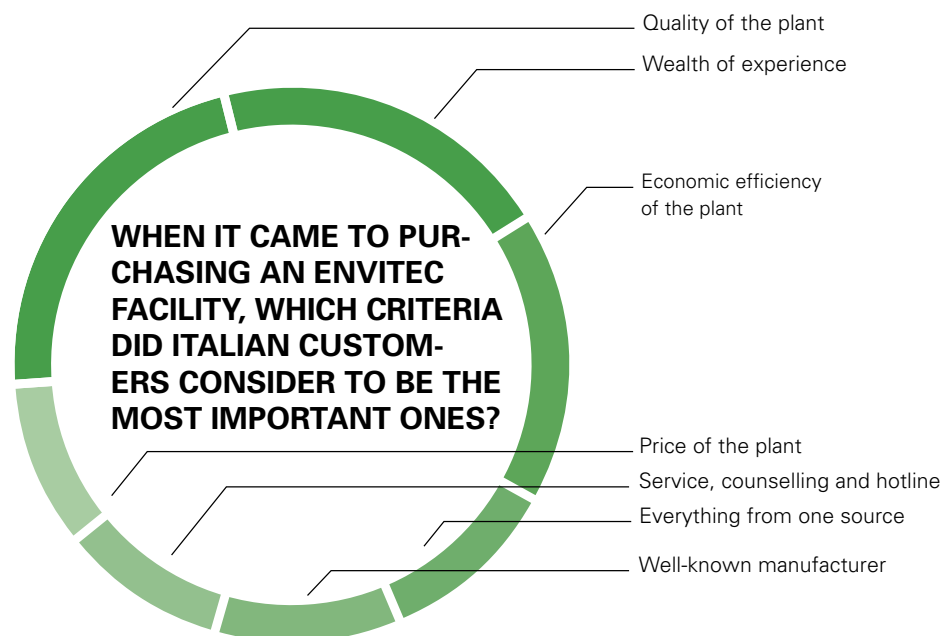 Quality of the plant
Wealth of experience
Economic efficiency
of the plant
WHEN IT CAME TO PUR-
CHASING AN ENVITEC
FACILITY, WHICH CRITERIA
DID ITALIAN CUSTOM-
ERS CONSIDER TO BE THE
MOST IMPORTANT ONES?
Price of the plant
Service, counselling and hotline
Everything from one source
Well-known manufacturer